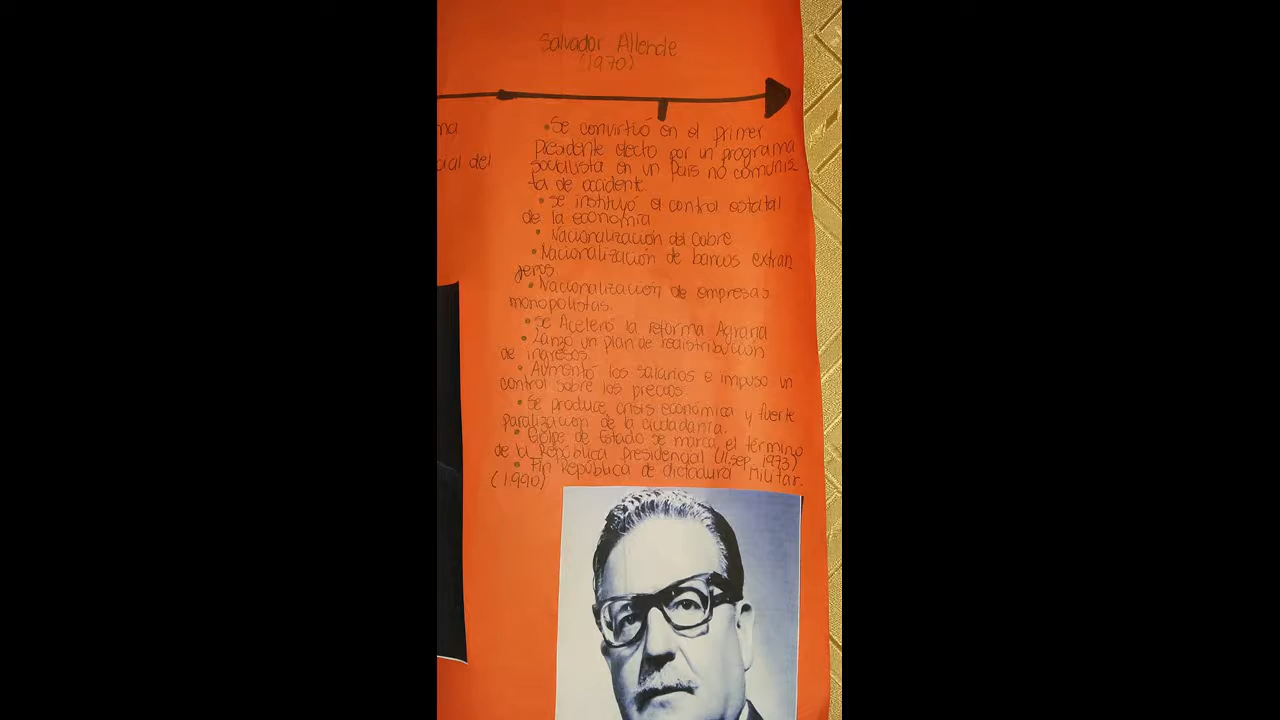 Salvador Allende
(1970)
ma
cial del
• Se convirtió en el primer
presidente electo por un programa
socialista en un país no comunis
ta de occidente.
• Se instituyó el control estatal
de la economía
• Nacionalización del Cobre
• Nacionalización de bancos extran
jeros
• Nacionalización de empresas
monopolistas.
• Se Aceleró la reforma Agraria
• Lanzó un plan de redistribución
de ingresos.
• Aumentó los salarios e impuso un
control sobre los precios.
• Se produce crisis económica y fuerte
paralización de la ciudadanía.
• Golpe de Estado se marca el término
de la República presidencial (11.sep.1973)
• Fin República de dictadura Militar.
(1990)